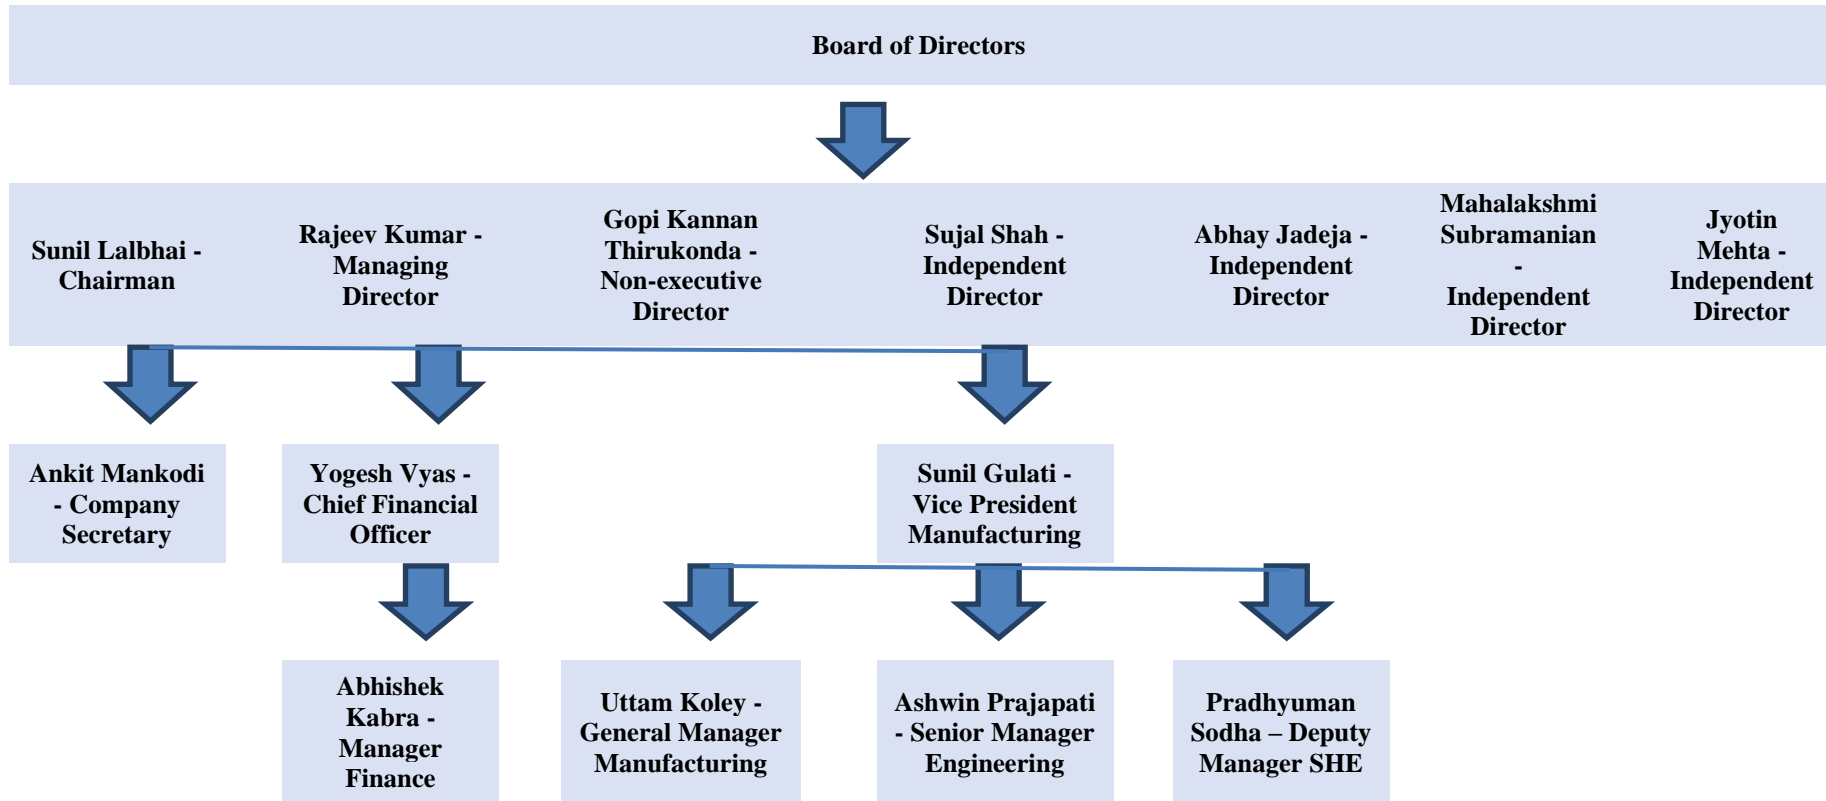 Board of Directors
Sunil Lalbhai -
Chairman
Rajeev Kumar -
Managing
Director
Gopi Kannan
Thirukonda -
Non-executive
Director
Sujal Shah -
Independent
Director
Abhay Jadeja -
Independent
Director
Mahalakshmi
Subramanian
-
Independent
Director
Jyotin
Mehta -
Independent
Director
Ankit Mankodi
- Company
Secretary
Yogesh Vyas -
Chief Financial
Officer
Sunil Gulati -
Vice President
Manufacturing
Abhishek
Kabra -
Manager
Finance
Uttam Koley -
General Manager
Manufacturing
Ashwin Prajapati
- Senior Manager
Engineering
Pradhyuman
Sodha – Deputy
Manager SHE